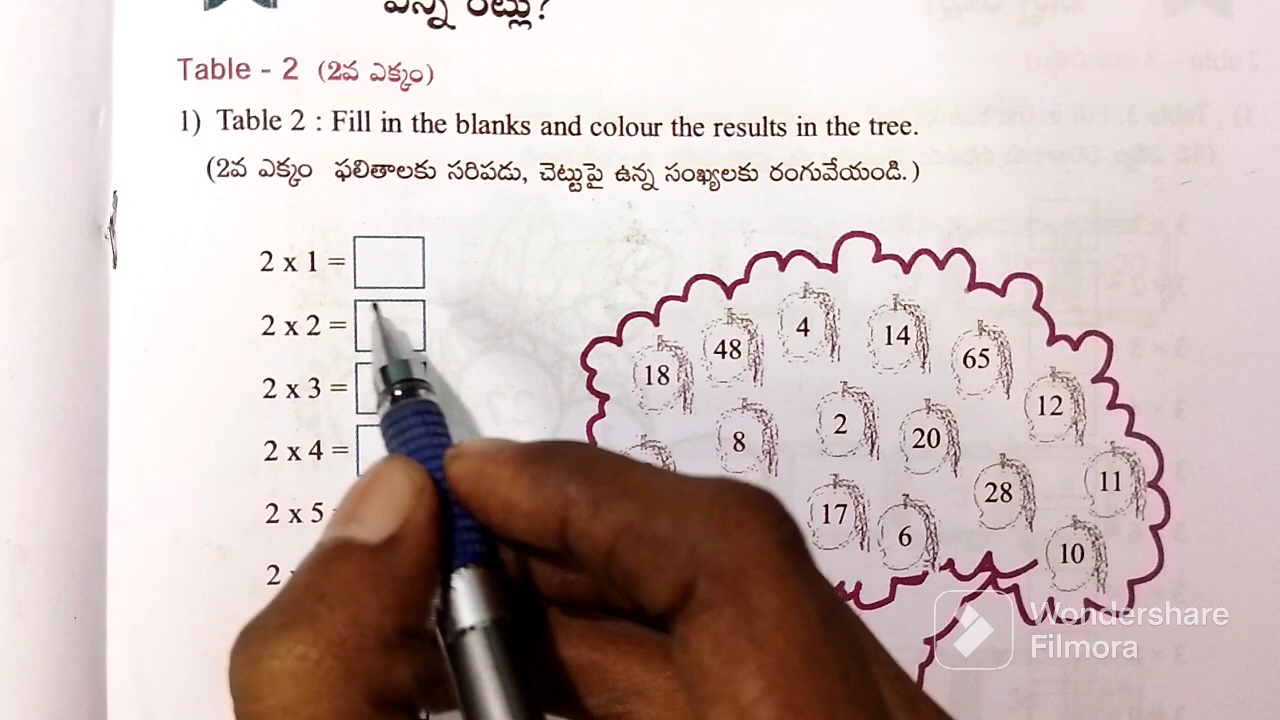 ఎన్ని రెట్లు?
Table - 2 (2వ ఎక్కం)
1) Table 2 : Fill in the blanks and colour the results in the tree.
(2వ ఎక్కం ఫలితాలకు సరిపడు, చెట్టుపై ఉన్న సంఖ్యలకు రంగువేయండి.)
2 x 1 =
2 x 2 =
2 x 3 =
2 x 4 =
2 x 5
2
18 48 4 14 65
12
8 2 20
11
28
17 6
10
Wondershare
Filmora